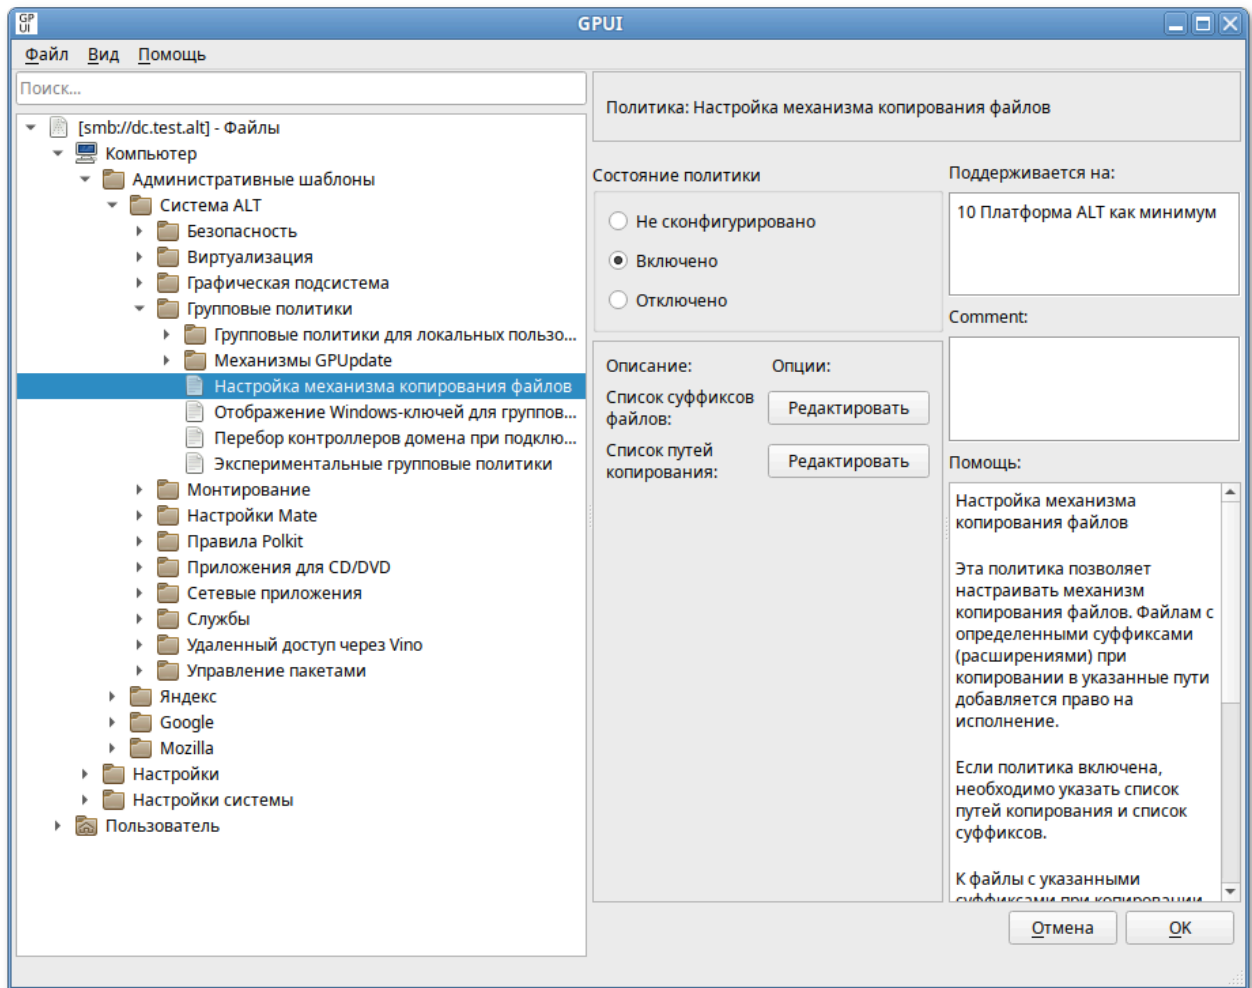 GP
UI
GPUI
Файл Вид Помощь
Поиск...
[smb://dc.test.alt] - Файлы
Компьютер
Административные шаблоны
Система ALT
Безопасность
Виртуализация
Графическая подсистема
Групповые политики
Групповые политики для локальных пользо...
Механизмы GPUpdate
Настройка механизма копирования файлов
Отображение Windows-ключей для группов...
Перебор контроллеров домена при подклю...
Экспериментальные групповые политики
Монтирование
Настройки Mate
Правила Polkit
Приложения для CD/DVD
Сетевые приложения
Службы
Удаленный доступ через Vino
Управление пакетами
Яндекс
Google
Mozilla
Настройки
Настройки системы
Пользователь
Политика: Настройка механизма копирования файлов
Состояние политики
Не сконфигурировано
Включено
Отключено
Описание: Опции:
Список суффиксов
файлов:
Редактировать
Список путей
копирования:
Редактировать
Поддерживается на:
10 Платформа ALT как минимум
Comment:
Помощь:
Настройка механизма
копирования файлов
Эта политика позволяет
настраивать механизм
копирования файлов. Файлам с
определенными суффиксами
(расширениями) при
копировании в указанные пути
добавляется право на
исполнение.
Если политика включена,
необходимо указать список
путей копирования и список
суффиксов.
К файлы с указанными
суффиксами при копировании
Отмена OK